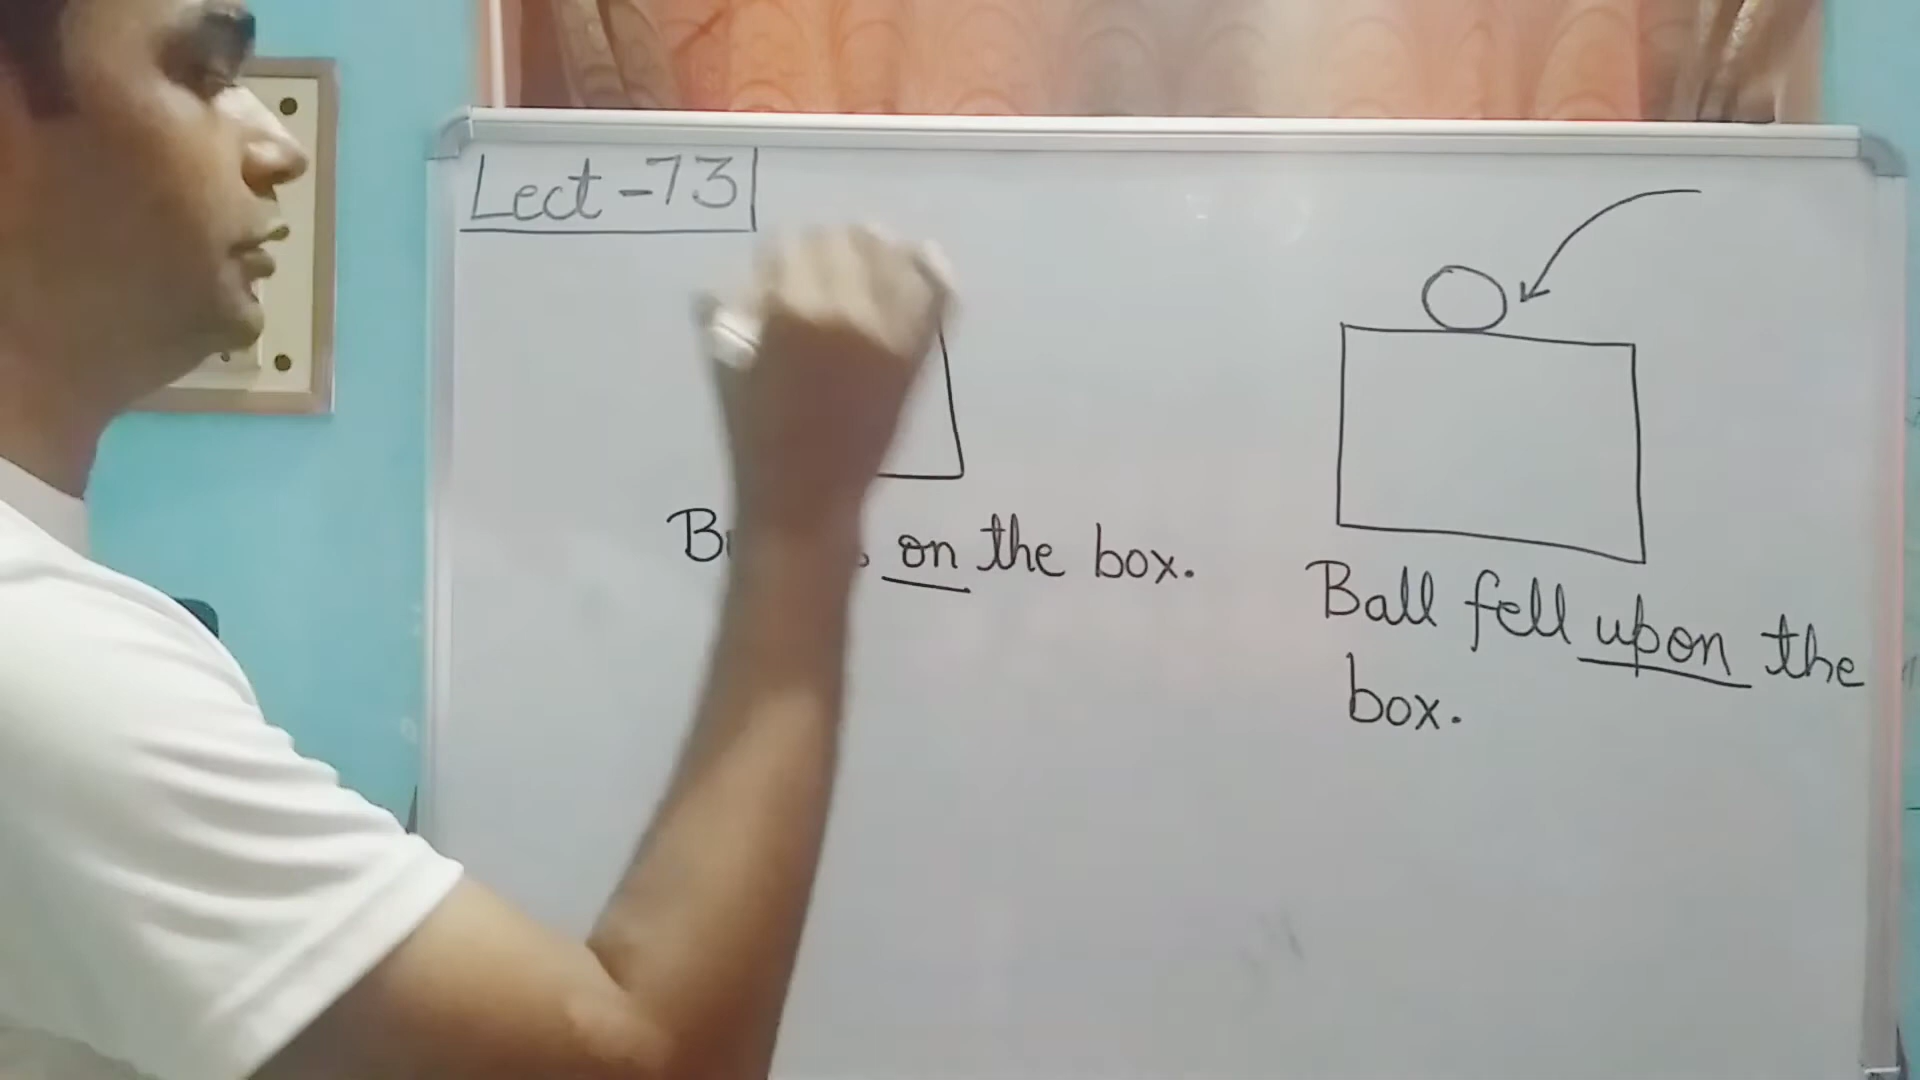 Lect-73
on the box.
Ball fell upon the
box.